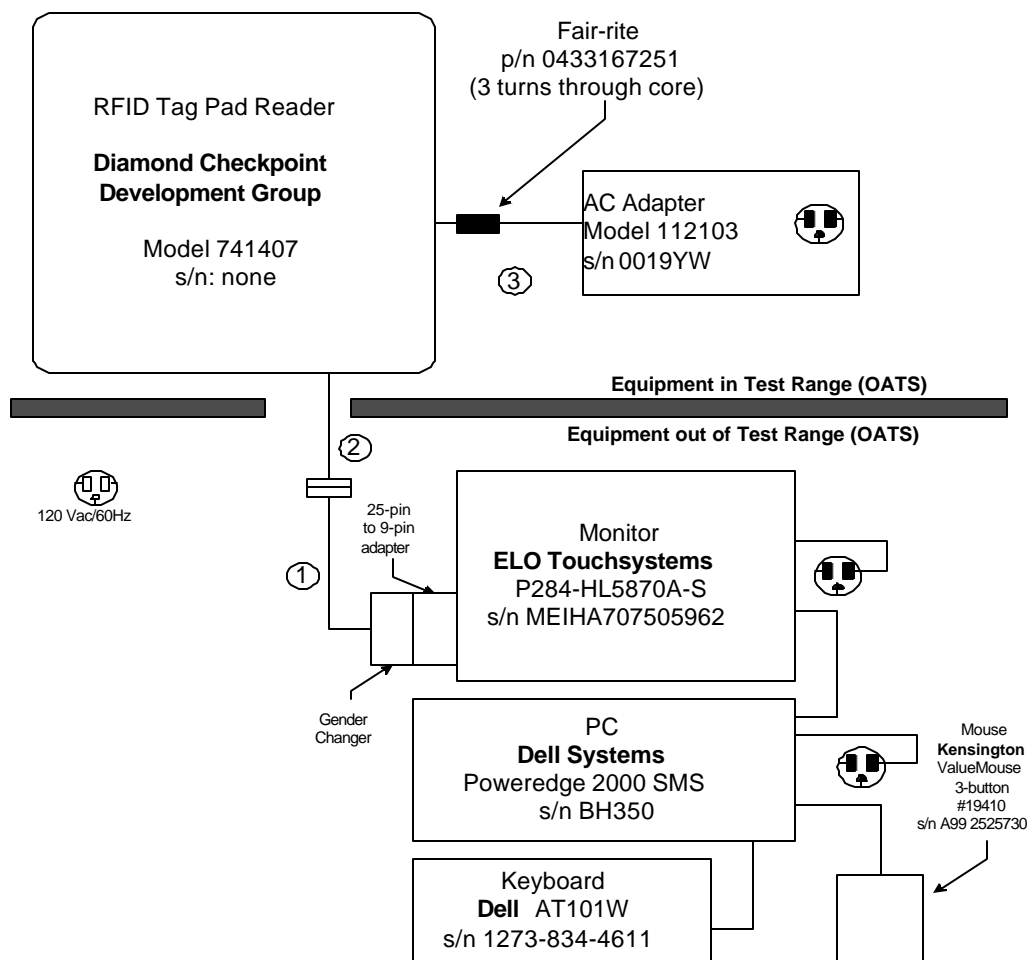 Fair-rite
p/n 0433167251
(3 turns through core)
RFID Tag Pad Reader
Diamond Checkpoint
Development Group
Model 741407
s/n: none
AC Adapter
Model 112103
s/n 0019YW
3
Equipment in Test Range (OATS)
Equipment out of Test Range (OATS)
2
120 Vac/60Hz
25-pin
to 9-pin
adapter
1
Monitor
ELO Touchsystems
P284-HL5870A-S
s/n MEIHA707505962
Gender
Changer
PC
Dell Systems
Poweredge 2000 SMS
s/n BH350
Mouse
Kensington
ValueMouse
3-button
#19410
s/n A99 2525730
Keyboard
Dell AT101W
s/n 1273-834-4611